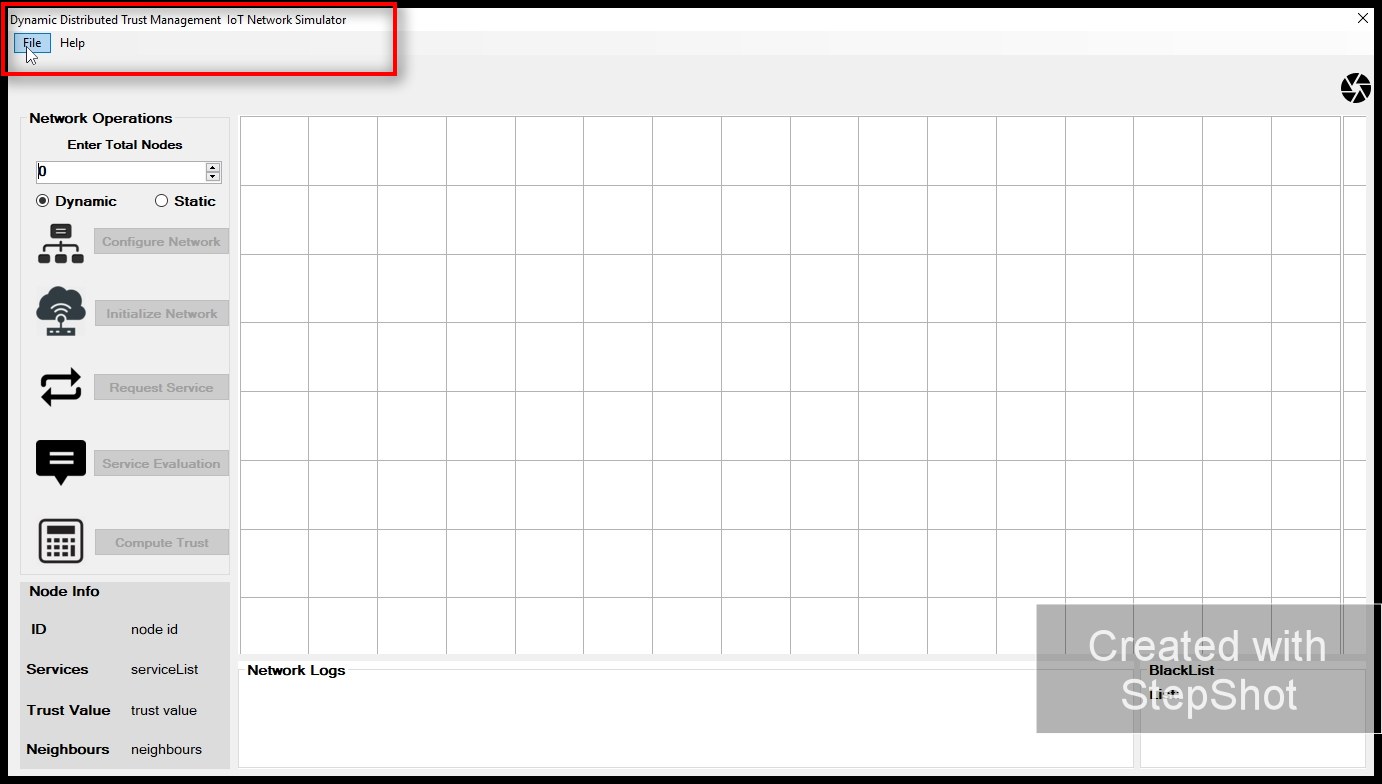 Dynamic Distributed Trust Management IoT Network Simulator
File Help
Network Operations
Enter Total Nodes
0
Dynamic Static
Configure Network
Initialize Network
Request Service
Service Evaluation
Compute Trust
Node Info
ID node id
Services serviceList
Trust Value trust value
Neighbours neighbours
Network Logs
BlackList
List:
Created with
StepShot